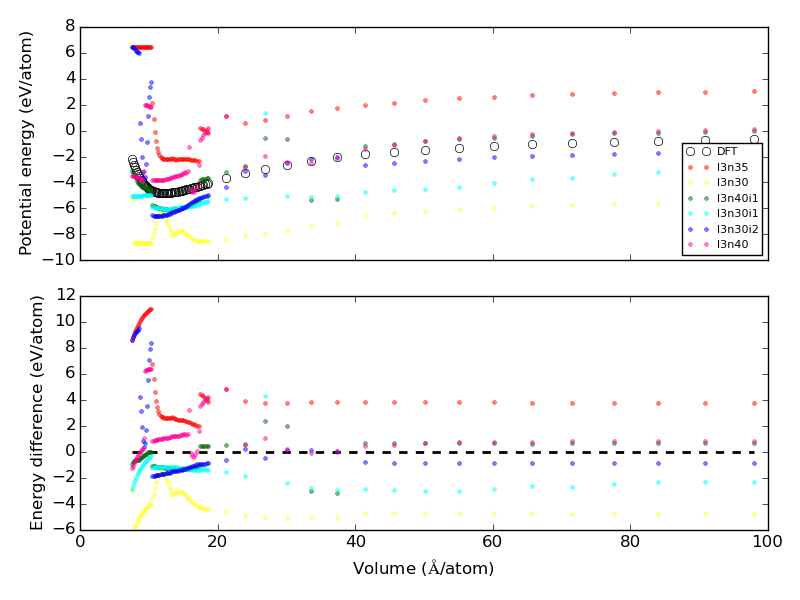 8
6
4
2
0
−2
−4
−6
−8
−10
Potential energy (eV/atom)
DFT
l3n35
l3n30
l3n40i1
l3n30i1
l3n30i2
l3n40
12
10
8
6
4
2
0
−2
−4
−6
Energy difference (eV/atom)
0 20 40 60 80 100
Volume (Å/atom)